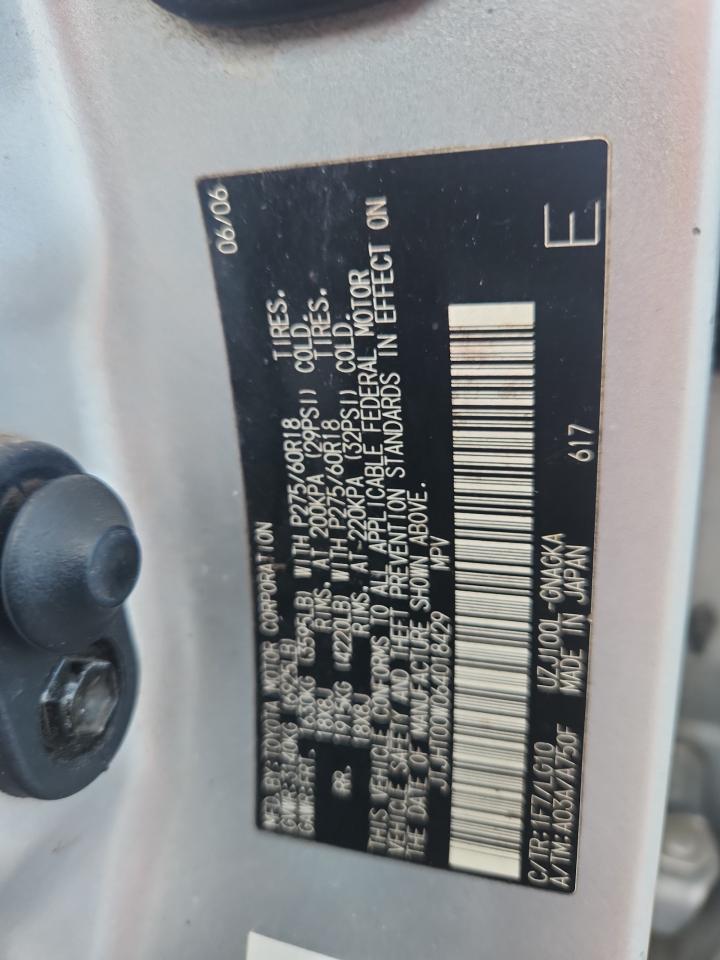 MFD.BY:TOYOTA MOTOR CORPORATION 06/06
GVWR: LB)
GAWR:FRT. 1630KG (3595LB) WITH P275/60R18 TIRES.
18X8J RIMS. AT 200KPA (29PSI) COLD.
RR. 1915KG (4220LB) WITH P275/60R18 TIRES.
18X8J RIMS. AT 220KPA (32PSI) COLD.
THIS VEHICLE CONFORMS TO ALL APPLICABLE FEDERAL MOTOR
VEHICLE SAFETY AND THEFT PREVENTION STANDARDS IN EFFECT ON
THE DATE OF MANUFACTURE SHOWN ABOVE.
JTJHT00W064018429 MPV
C/TR:1F7/LG10 UZJ100L-GNAGKA
A/TM:A03A/A750F MADE IN JAPAN 617 E